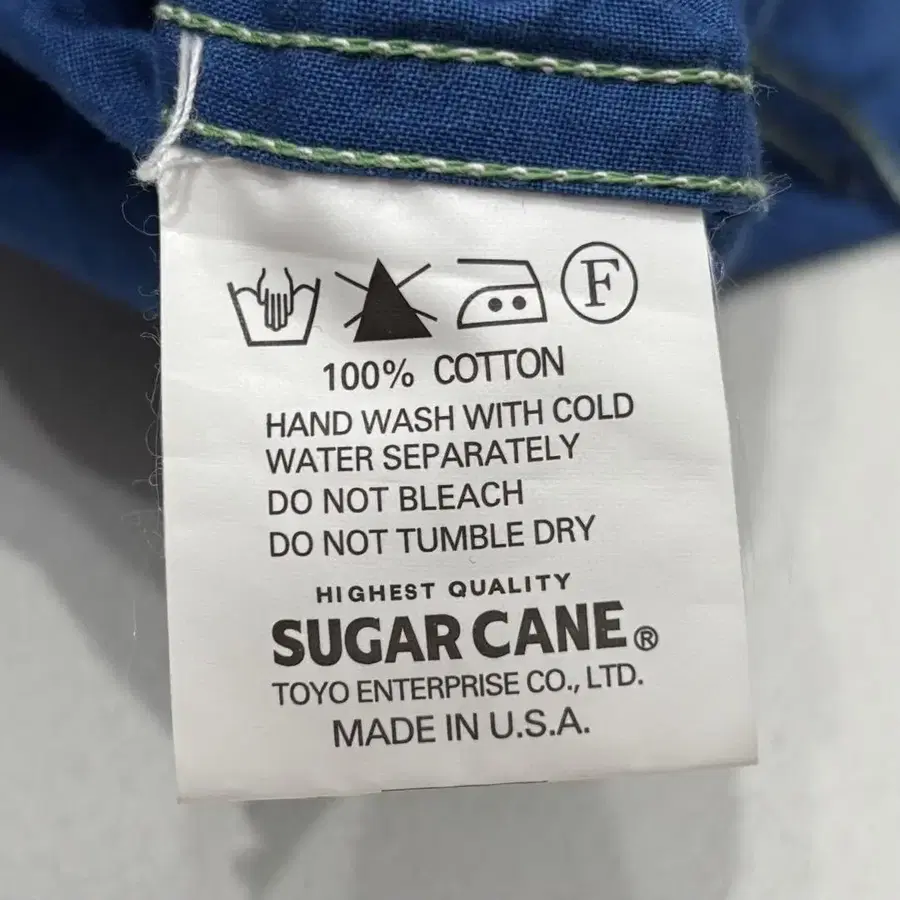 F
100% COTTON
HAND WASH WITH COLD
WATER SEPARATELY
DO NOT BLEACH
DO NOT TUMBLE DRY
HIGHEST QUALITY
SUGAR CANE®
TOYO ENTERPRISE CO., LTD.
MADE IN U.S.A.